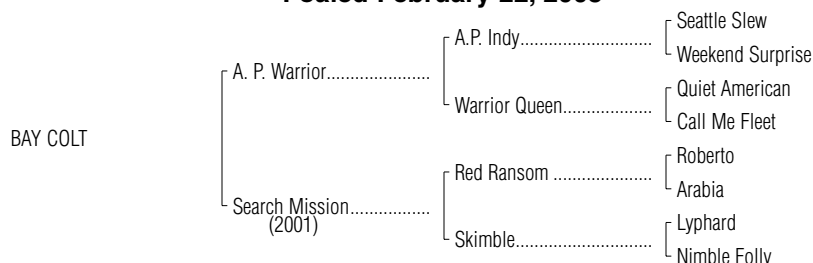 Foaled February 22,
Seattle Slew
A.P. Indy................................
Weekend Surprise
A. P. Warrior.........................
Quiet American
Warrior Queen......................
Call Me Fleet
BAY COLT
Roberto
Red Ransom ........................
Arabia
Search Mission...................
(2001)
Lyphard
Skimble.................................
Nimble Folly